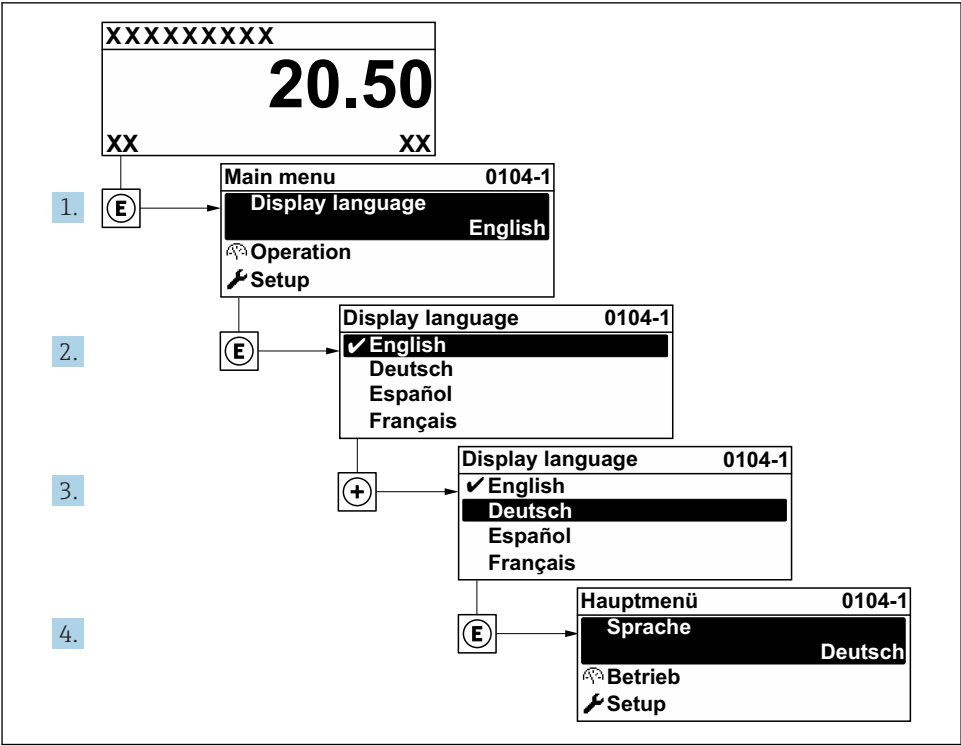 XXXXXXXXX
20.50
XX XX
1. E
Main menu 0104-1
Display language
English
Operation
Setup
2. E
Display language 0104-1
✔English
Deutsch
Español
Français
3. +
Display language 0104-1
✔English
Deutsch
Español
Français
4. E
Hauptmenü 0104-1
Sprache
Deutsch
Betrieb
Setup